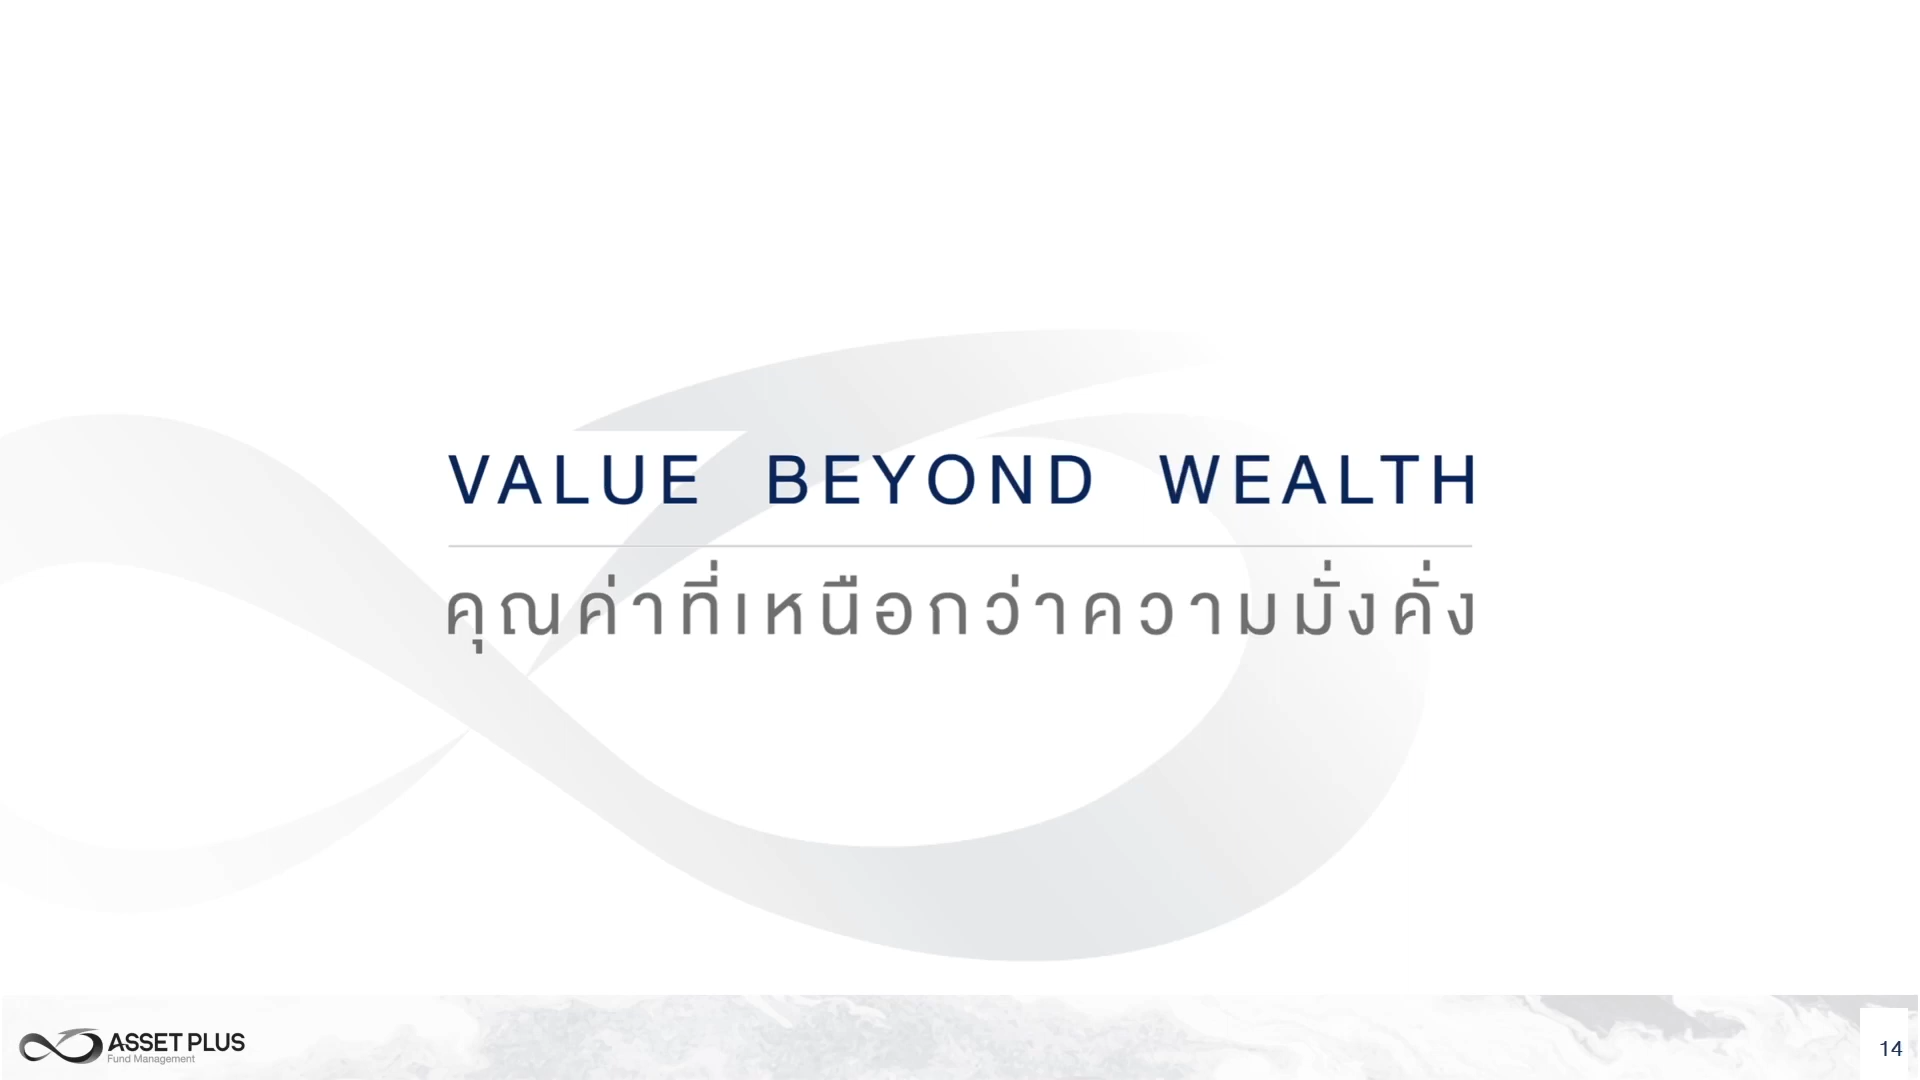 VALUE BEYOND WEALTH
คุณค่าที่เหนือกว่าความมั่งคั่ง
ASSET PLUS
Fund Management
14